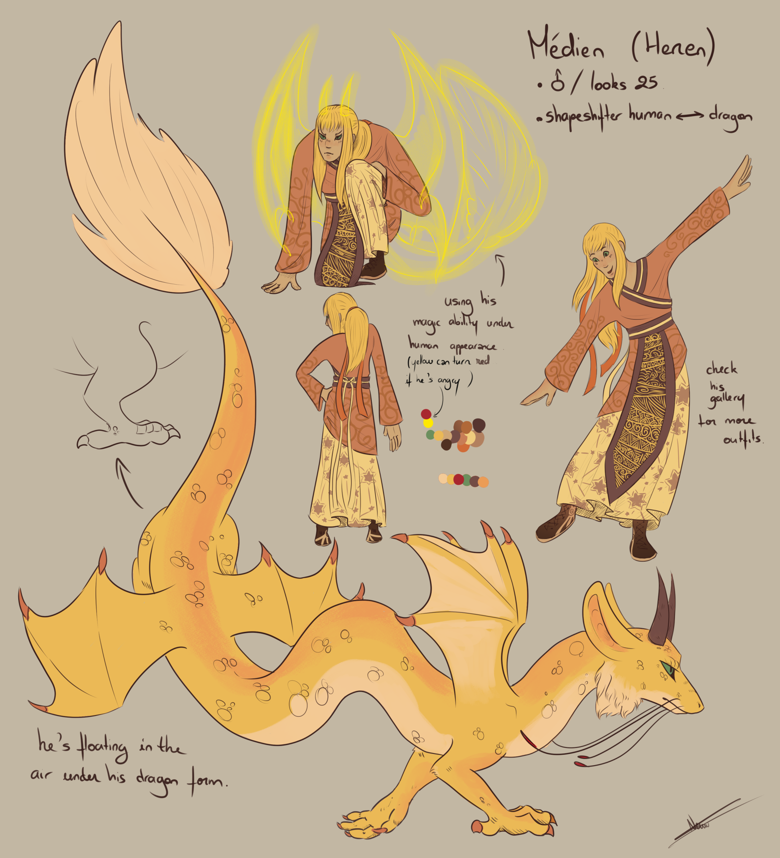 Médien (Henen)
• ♂ / looks 25
• shapeshifter human ↔ dragon
using his
magic ability under
human appearance
(yellow can turn red
if he's angry)
check
his
gallery
for more
outfits.
he's floating in the
air under his dragon form.